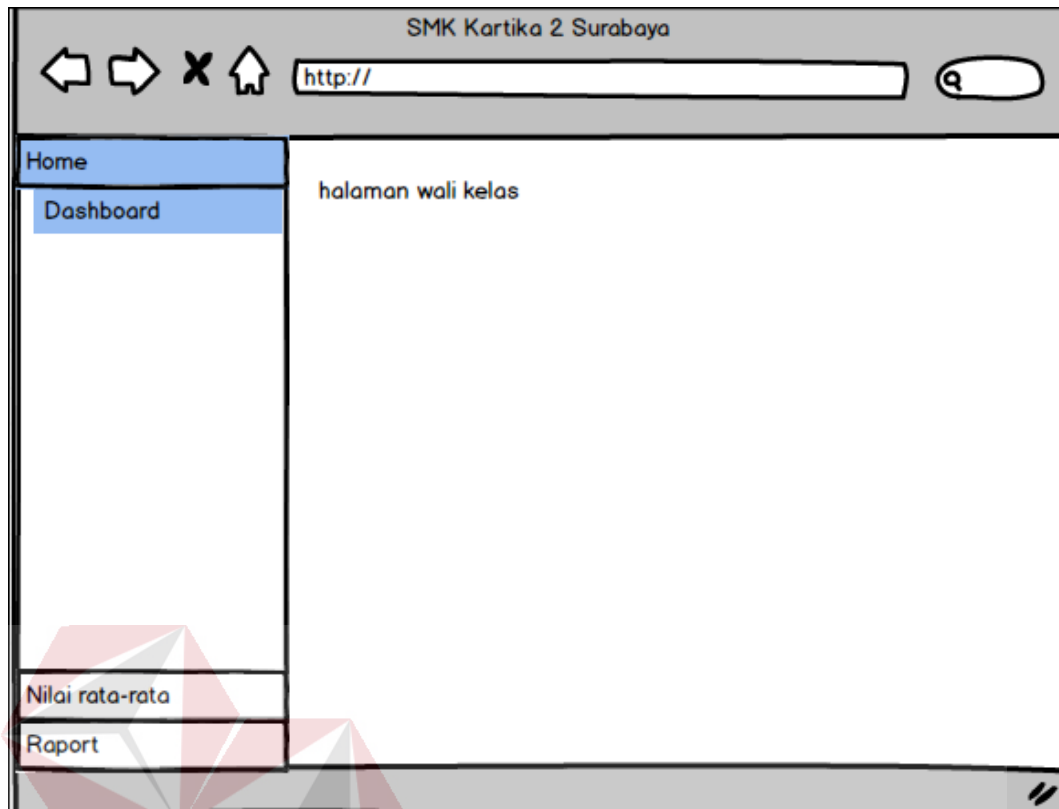 SMK Kartika 2 Surabaya
http://
Home
Dashboard
halaman wali kelas
Nilai rata-rata
Raport